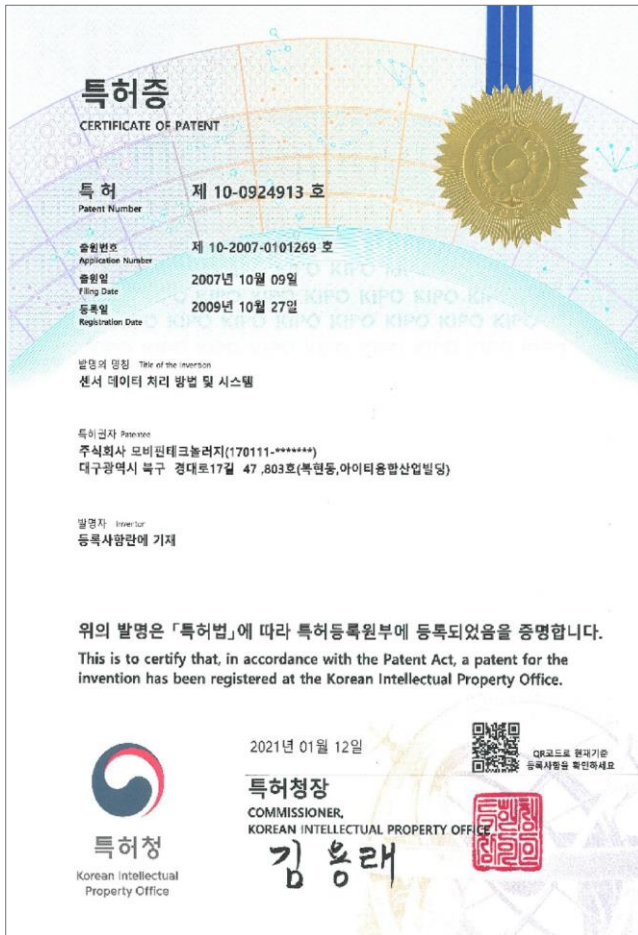 특허증
CERTIFICATE OF PATENT
특 허 제 10-0924913 호
Patent Number
출원번호 제 10-2007-0101269 호
Application Number
출원일 2007년 10월 09일
Filing Date
등록일 2009년 10월 27일
Registration Date
발명의 명칭 Title of the Invention
센서 데이터 처리 방법 및 시스템
특허권자 Patentee
주식회사 모비핀테크놀러지(170111-*******)
대구광역시 북구 경대로17길 47 ,803호(복현동,아이티융합산업빌딩)
발명자 Inventor
등록사항란에 기재
위의 발명은 「특허법」에 따라 특허등록원부에 등록되었음을 증명합니다.
This is to certify that, in accordance with the Patent Act, a patent for the
invention has been registered at the Korean Intellectual Property Office.
2021년 01월 12일
QR코드로 현재기준
등록사항을 확인하세요
특허청장
COMMISSIONER,
KOREAN INTELLECTUAL PROPERTY OFFICE
김용래
특허청
Korean Intellectual
Property Office